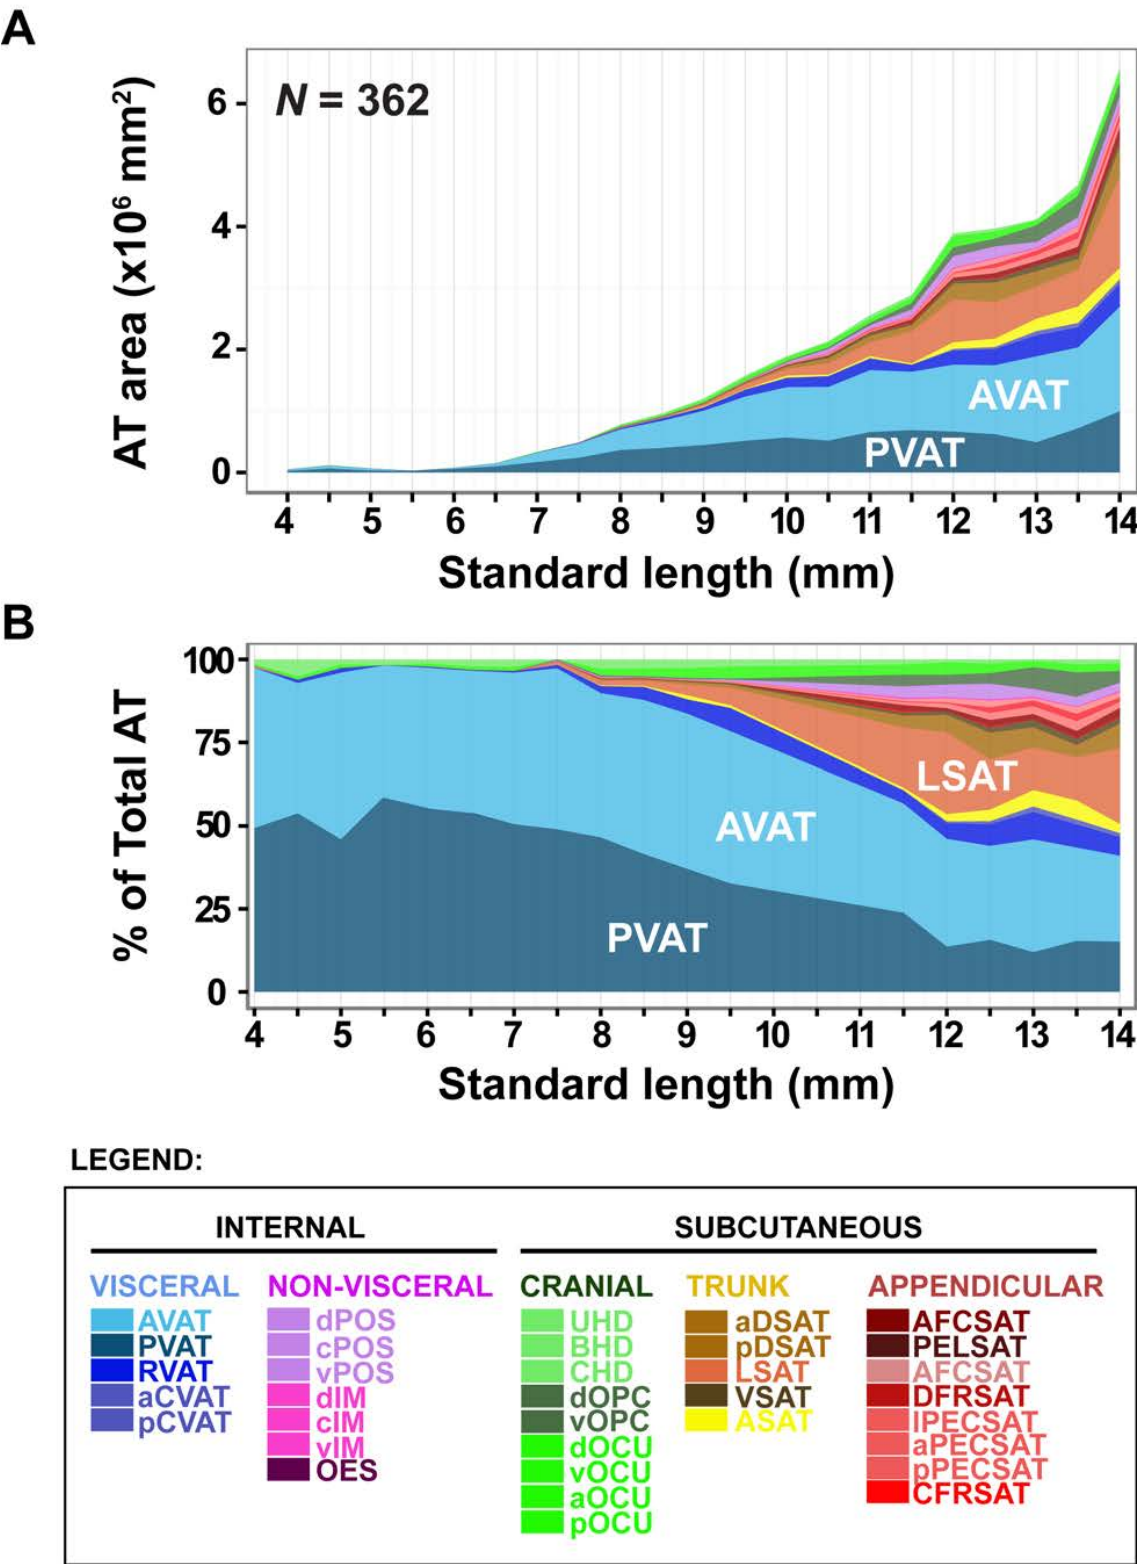 A
N = 362
AT area (x10⁶ mm²)
6
4
2
0
AVAT
PVAT
4 5 6 7 8 9 10 11 12 13 14
Standard length (mm)
B
% of Total AT
100
75
50
25
0
LSAT
AVAT
PVAT
4 5 6 7 8 9 10 11 12 13 14
Standard length (mm)
LEGEND:
INTERNAL
VISCERAL
AVAT
PVAT
RVAT
aCVAT
pCVAT
NON-VISCERAL
dPOS
cPOS
vPOS
dIM
cIM
vIM
OES
SUBCUTANEOUS
CRANIAL
UHD
BHD
CHD
dOPC
vOPC
dOCU
vOCU
aOCU
pOCU
TRUNK
aDSAT
pDSAT
LSAT
VSAT
ASAT
APPENDICULAR
AFCSAT
PELSAT
AFCSAT
DFRSAT
lPECSAT
aPECSAT
pPECSAT
CFRSAT